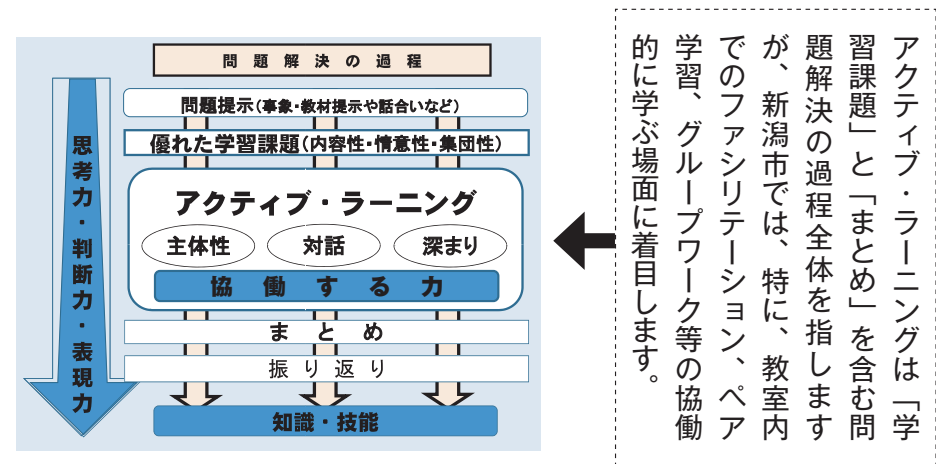 問題解決の過程
問題提示(事象・教材提示や話合いなど)
優れた学習課題(内容性・情意性・集団性)
アクティブ・ラーニング
主体性
対話
深まり
協働する力
まとめ
振り返り
知識・技能
思考力・判断力・表現力
アクティブ・ラーニングは「学
習課題」と「まとめ」を含む問
題解決の過程全体を指します
が、新潟市では、特に、教室内
でのファシリテーション、ペア
学習、グループワーク等の協働
的に学ぶ場面に着目します。